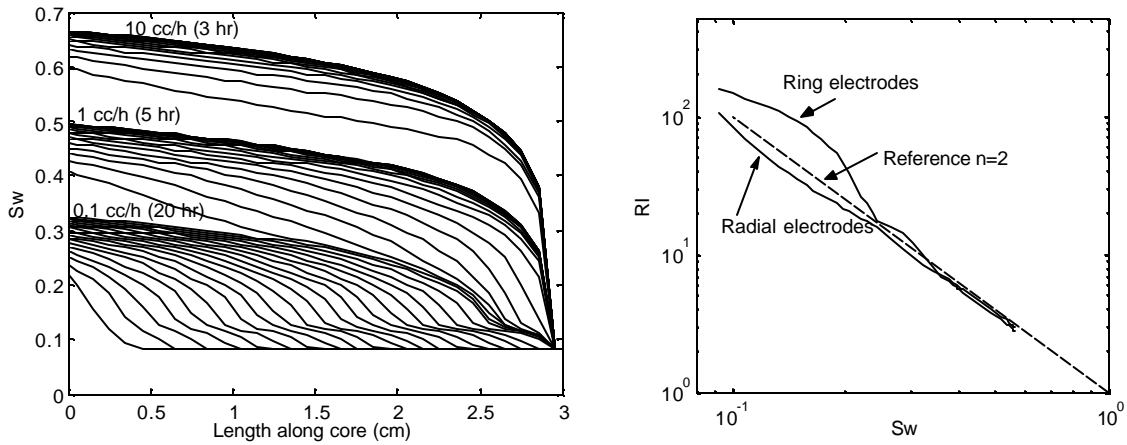 0.7
0.6
0.5
0.4
0.3
0.2
0.1
0
Sw
10 cc/h (3 hr)
1 cc/h (5 hr)
0.1 cc/h (20 hr)
0
0.5
1
1.5
2
2.5
3
Length along core (cm)
10^2
10^1
10^0
RI
Ring electrodes
Reference n=2
Radial electrodes
10^-1
10^0
Sw